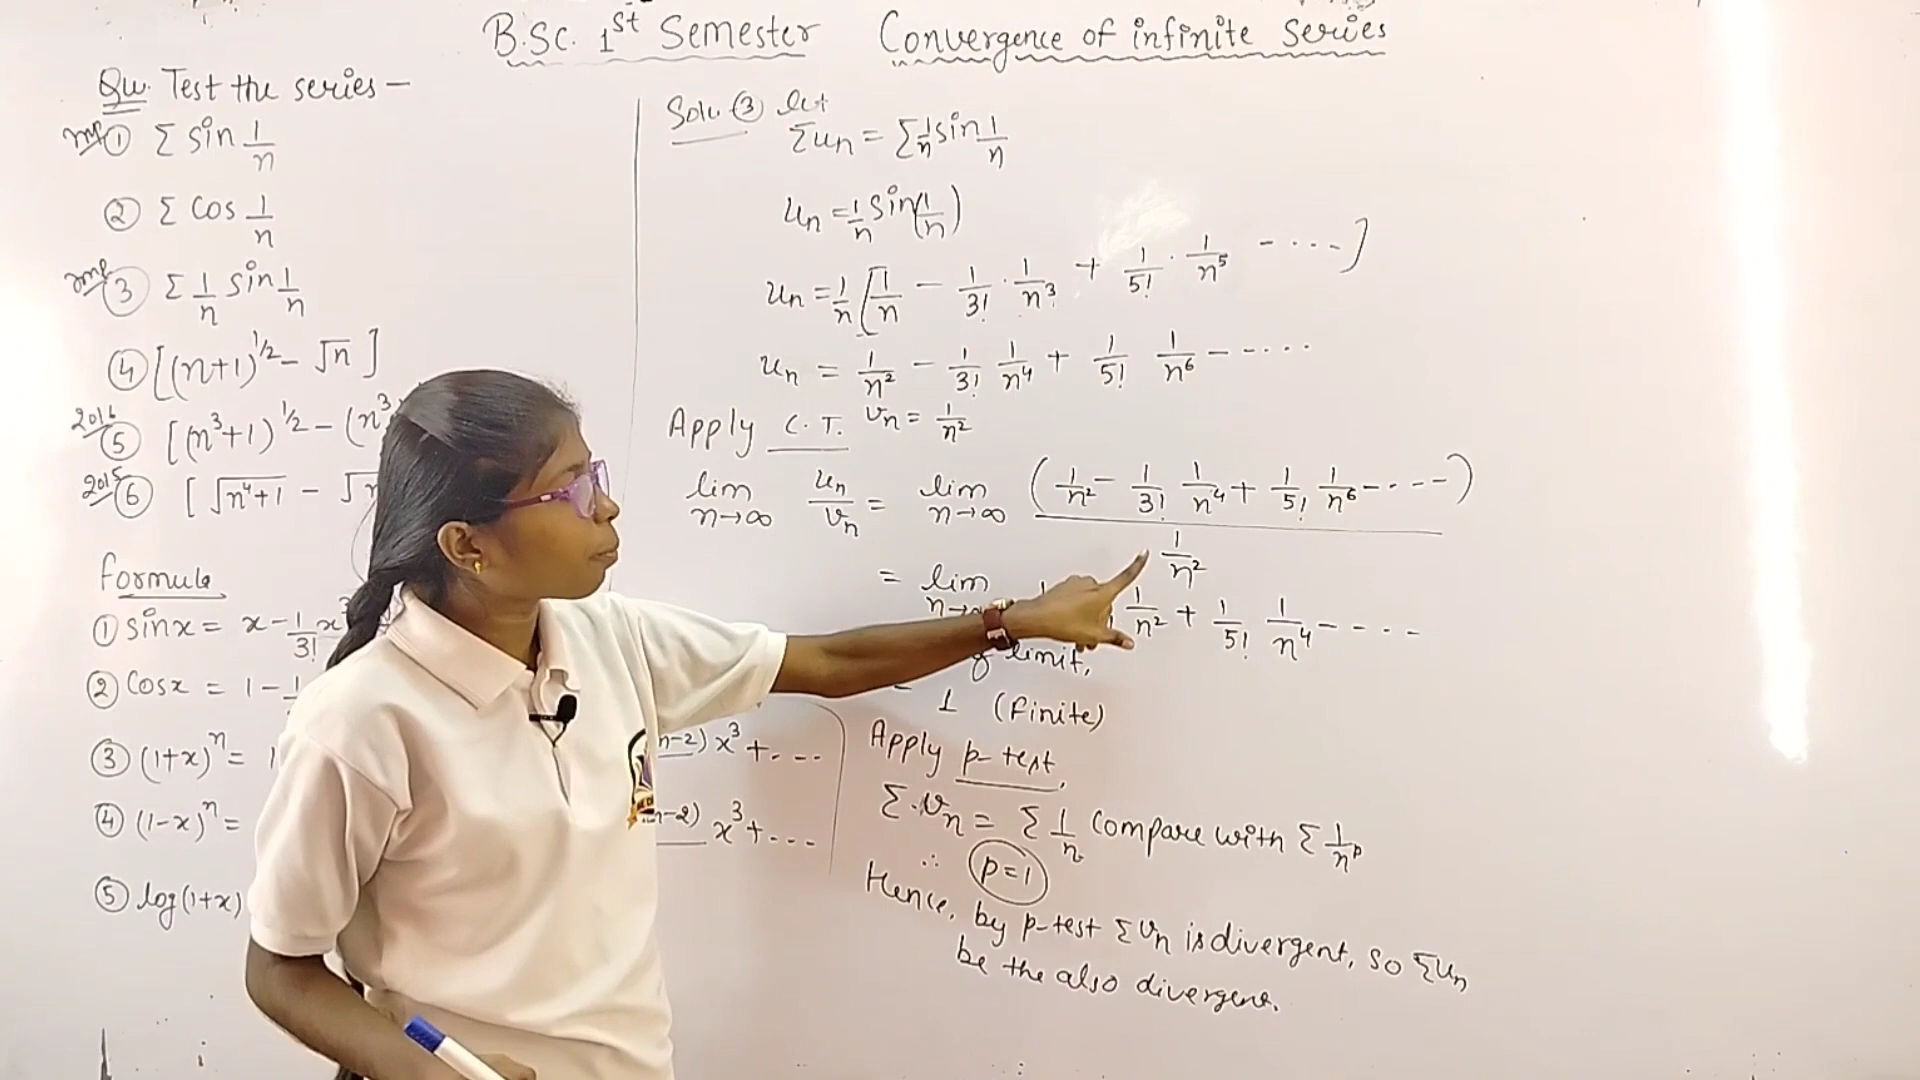 B.Sc. 1st Semester Convergence of infinite series
Qu. Test the series –
Imp ① Σ sin 1/n
② Σ Cos 1/n
Imp ③ Σ 1/n sin 1/n
④ [(n+1)^1/2 - √n ]
2016 ⑤ [(n³+1)^1/2 - (n³
2015 ⑥ [ √n⁴+1 - √n
formula
① sinx = x - 1/3! x³
② Cosx = 1 -
③ (1+x)ⁿ = 1 n-2) x³ + ....
④ (1-x)ⁿ = n-2) x³ + ....
⑤ log(1+x)
Solu. ③ let
Σun = Σ 1/n sin 1/n
un = 1/n sin(1/n)
un = 1/n [1/n - 1/3! . 1/n³ + 1/5! . 1/n⁵ - ....]
un = 1/n² - 1/3! 1/n⁴ + 1/5! 1/n⁶ - ....
Apply C.T. vn = 1/n²
lim n→∞ un/vn = lim n→∞ (1/n² - 1/3! 1/n⁴ + 1/5! 1/n⁶ - ....) / 1/n²
= lim n→∞ 1/n² + 1/5! 1/n⁴ - ....
of limit,
= 1 (finite)
Apply p-test,
Σ.vn = Σ 1/n Compare with Σ 1/nᵖ
∴ p=1
Hence, by p-test Σvn is divergent, so Σun
be the also divergent.